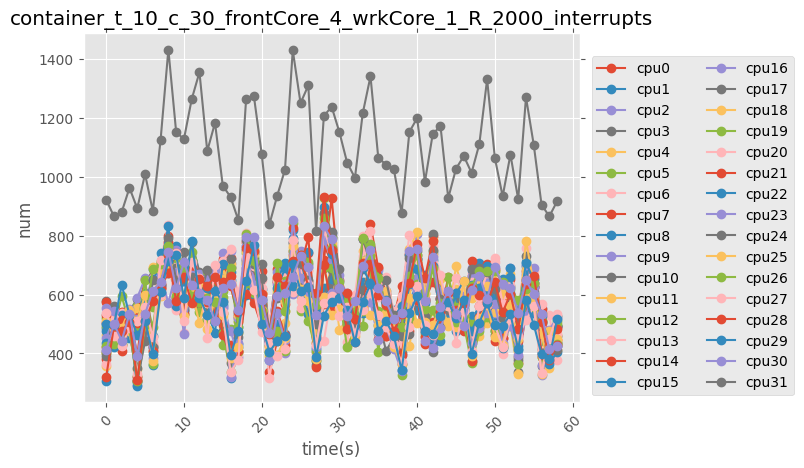 container_t_10_c_30_frontCore_4_wrkCore_1_R_2000_interrupts
1400
1200
1000
800
600
400
num
0
10
20
30
40
50
60
time(s)
cpu0
cpu1
cpu2
cpu3
cpu4
cpu5
cpu6
cpu7
cpu8
cpu9
cpu10
cpu11
cpu12
cpu13
cpu14
cpu15
cpu16
cpu17
cpu18
cpu19
cpu20
cpu21
cpu22
cpu23
cpu24
cpu25
cpu26
cpu27
cpu28
cpu29
cpu30
cpu31